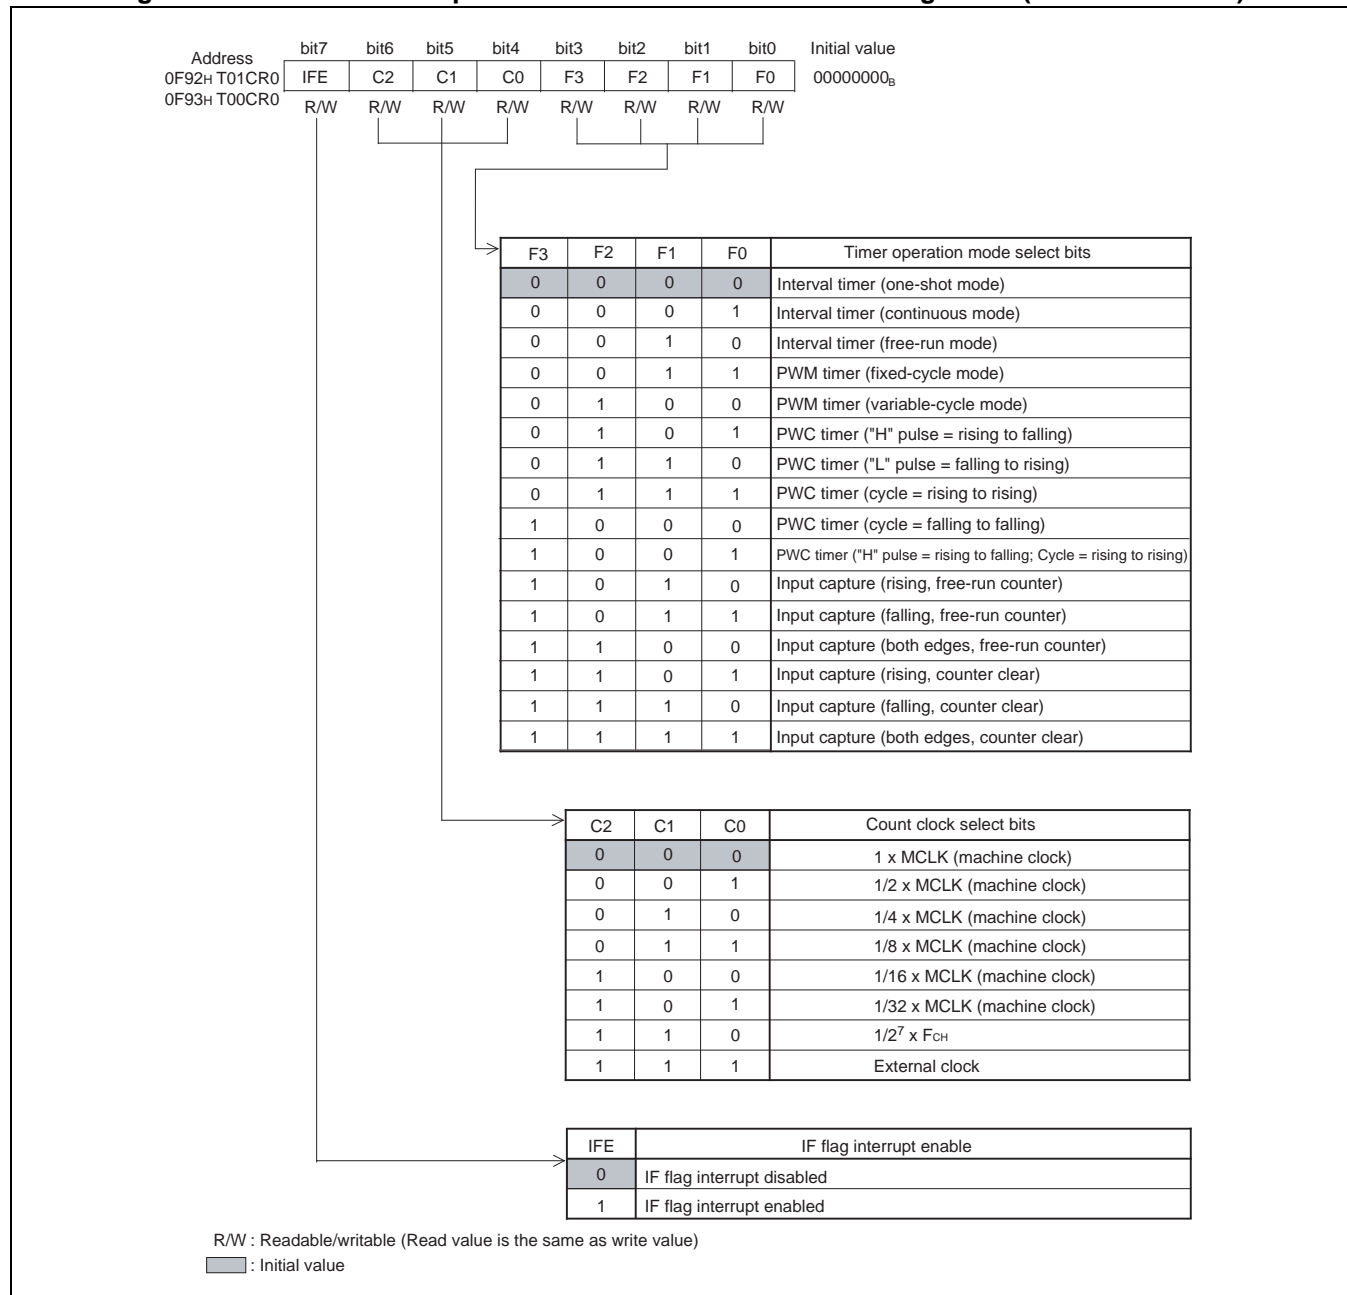 bit7 bit6 bit5 bit4 bit3 bit2 bit1 bit0 Initial value
Address
0F92H T01CR0 IFE C2 C1 C0 F3 F2 F1 F0 00000000B
0F93H T00CR0 R/W R/W R/W R/W R/W R/W R/W R/W
F3 F2 F1 F0 Timer operation mode select bits
0 0 0 0 Interval timer (one-shot mode)
0 0 0 1 Interval timer (continuous mode)
0 0 1 0 Interval timer (free-run mode)
0 0 1 1 PWM timer (fixed-cycle mode)
0 1 0 0 PWM timer (variable-cycle mode)
0 1 0 1 PWC timer ("H" pulse = rising to falling)
0 1 1 0 PWC timer ("L" pulse = falling to rising)
0 1 1 1 PWC timer (cycle = rising to rising)
1 0 0 0 PWC timer (cycle = falling to falling)
1 0 0 1 PWC timer ("H" pulse = rising to falling; Cycle = rising to rising)
1 0 1 0 Input capture (rising, free-run counter)
1 0 1 1 Input capture (falling, free-run counter)
1 1 0 0 Input capture (both edges, free-run counter)
1 1 0 1 Input capture (rising, counter clear)
1 1 1 0 Input capture (falling, counter clear)
1 1 1 1 Input capture (both edges, counter clear)
C2 C1 C0 Count clock select bits
0 0 0 1 x MCLK (machine clock)
0 0 1 1/2 x MCLK (machine clock)
0 1 0 1/4 x MCLK (machine clock)
0 1 1 1/8 x MCLK (machine clock)
1 0 0 1/16 x MCLK (machine clock)
1 0 1 1/32 x MCLK (machine clock)
1 1 0 1/2⁷ x FCH
1 1 1 External clock
IFE IF flag interrupt enable
0 IF flag interrupt disabled
1 IF flag interrupt enabled
R/W : Readable/writable (Read value is the same as write value)
: Initial value